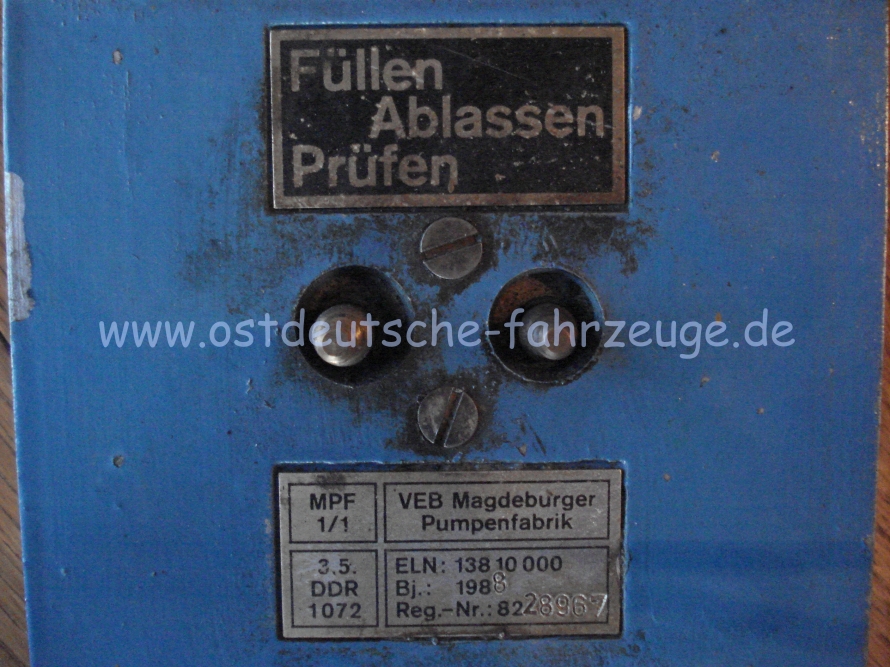 Füllen
Ablassen
Prüfen
www.ostdeutsche-fahrzeuge.de
MPF
1/1
VEB Magdeburger
Pumpenfabrik
3.5.
DDR
1072
ELN: 138 10 000
Bj.: 1988
Reg.-Nr.: 8228967